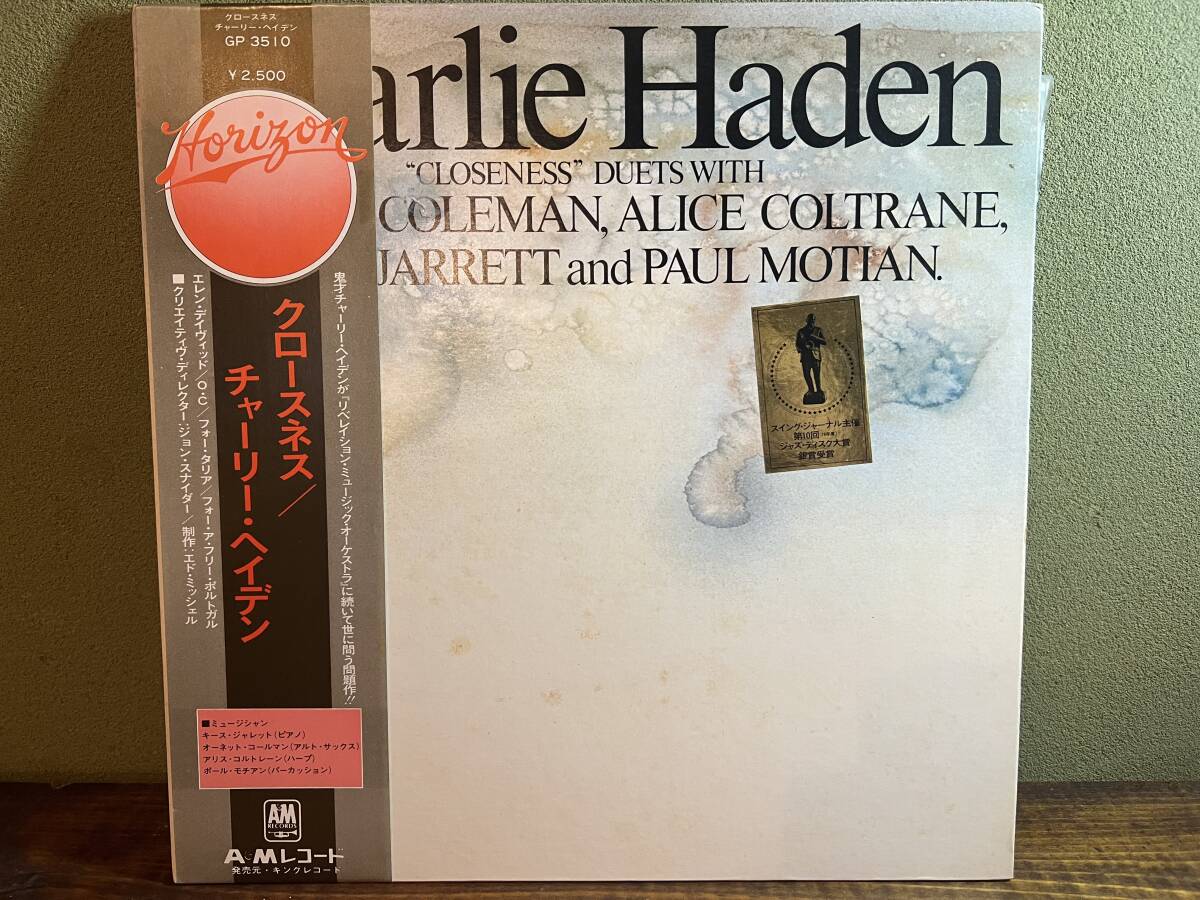 クロースネス
チャーリー・ヘイデン
GP 3510
¥2.500
Horizon
鬼才チャーリー・ヘイデンが『リベレイション・ミュージック・オーケストラ』に続いて世に問う問題作!!
クロースネス/
チャーリー・ヘイデン
エレン・デイヴィッド/O・C/フォー・タリア/フォー・ア・フリー・ポルトガル
■クリエイティヴ・ディレクター:ジョン・スナイダー/制作:エド・ミッシェル
■ミュージシャン
キース・ジャレット(ピアノ)
オーネット・コールマン(アルト・サックス)
アリス・コルトレーン(ハープ)
ポール・モチアン(パーカッション)
A&M
RECORDS
A&Mレコード
発売元・キングレコード
arlie Haden
“CLOSENESS” DUETS WITH
COLEMAN, ALICE COLTRANE,
JARRETT and PAUL MOTIAN.
スイング・ジャーナル主催
第10回
ジャズ・ディスク大賞
銀賞受賞